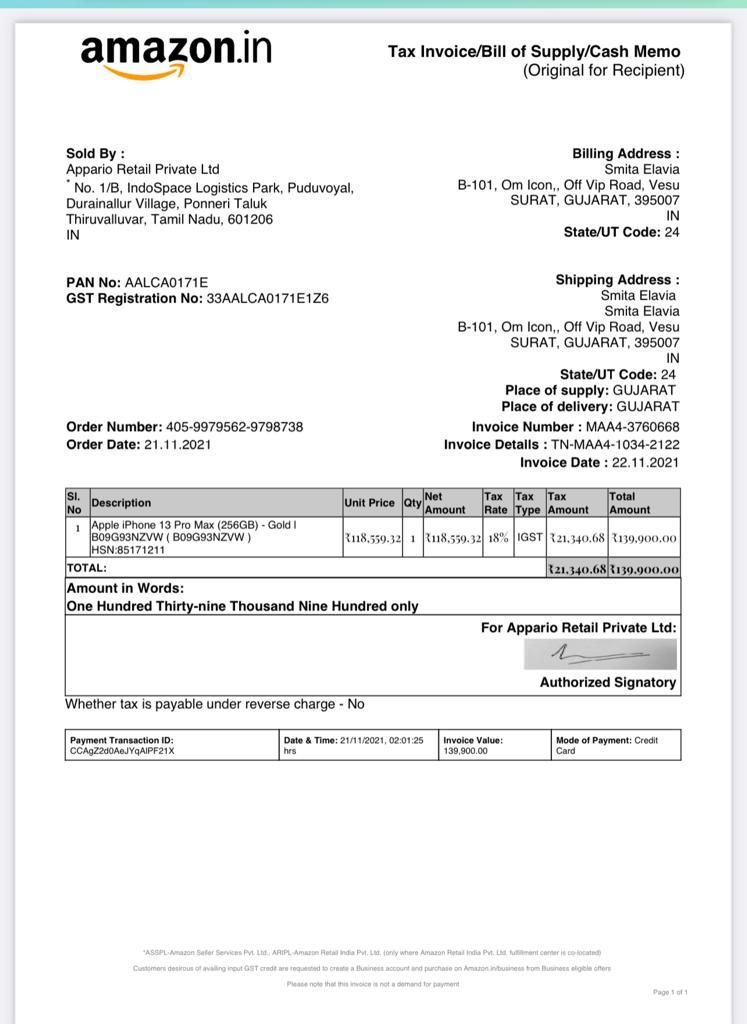 amazon.in
Tax Invoice/Bill of Supply/Cash Memo
(Original for Recipient)
Sold By :
Appario Retail Private Ltd
* No. 1/B, IndoSpace Logistics Park, Puduvoyal,
Durainallur Village, Ponneri Taluk
Thiruvalluvar, Tamil Nadu, 601206
IN
Billing Address :
Smita Elavia
B-101, Om Icon,, Off Vip Road, Vesu
SURAT, GUJARAT, 395007
IN
State/UT Code: 24
PAN No: AALCA0171E
GST Registration No: 33AALCA0171E1Z6
Shipping Address :
Smita Elavia
Smita Elavia
B-101, Om Icon,, Off Vip Road, Vesu
SURAT, GUJARAT, 395007
IN
State/UT Code: 24
Place of supply: GUJARAT
Place of delivery: GUJARAT
Order Number: 405-9979562-9798738
Order Date: 21.11.2021
Invoice Number : MAA4-3760668
Invoice Details : TN-MAA4-1034-2122
Invoice Date : 22.11.2021
Sl. No Description Unit Price Qty Net Amount Tax Rate Tax Type Tax Amount Total Amount
1 Apple iPhone 13 Pro Max (256GB) - Gold | ₹118,559.32 1 ₹118,559.32 18% IGST ₹21,340.68 ₹139,900.00
B09G93NZVW ( B09G93NZVW )
HSN:85171211
TOTAL: ₹21,340.68 ₹139,900.00
Amount in Words:
One Hundred Thirty-nine Thousand Nine Hundred only
For Appario Retail Private Ltd:
Authorized Signatory
Whether tax is payable under reverse charge - No
Payment Transaction ID:
CCAgZ2d0AeJYqAIPF21X
Date & Time: 21/11/2021, 02:01:25
hrs
Invoice Value:
139,900.00
Mode of Payment: Credit
Card
*ASSPL-Amazon Seller Services Pvt. Ltd., ARIPL-Amazon Retail India Pvt. Ltd. (only where Amazon Retail India Pvt. Ltd. fulfillment center is co-located)
Customers desirous of availing input GST credit are requested to create a Business account and purchase on Amazon.in/business from Business eligible offers
Please note that this invoice is not a demand for payment
Page 1 of 1